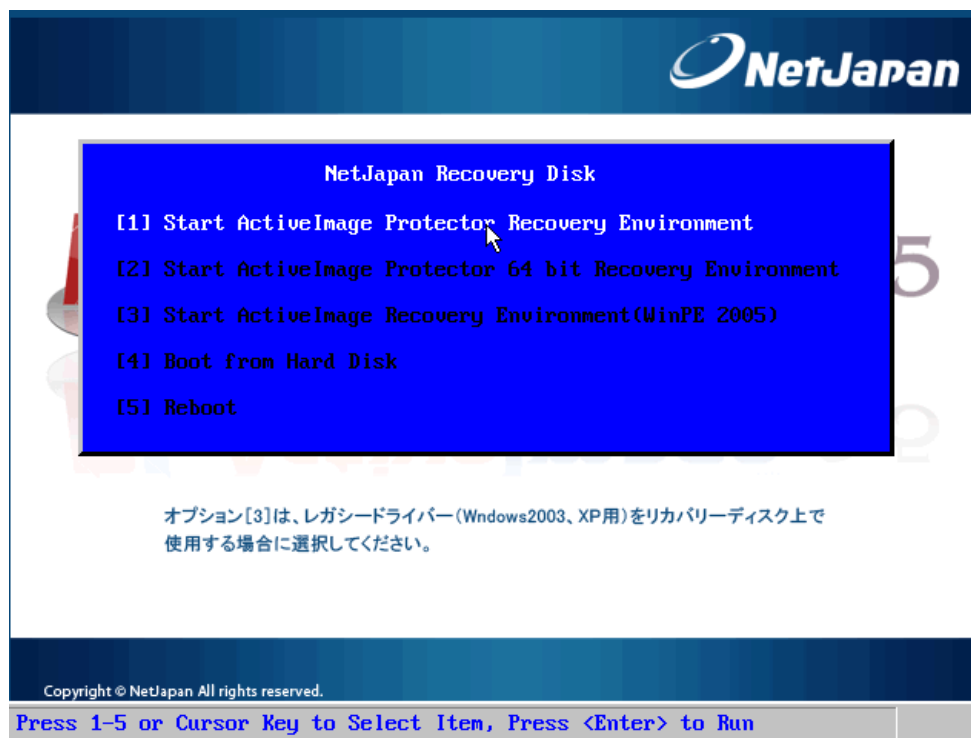 NetJapan
NetJapan Recovery Disk
[1] Start ActiveImage Protector Recovery Environment
[2] Start ActiveImage Protector 64 bit Recovery Environment
[3] Start ActiveImage Recovery Environment(WinPE 2005)
[4] Boot from Hard Disk
[5] Reboot
5
オプション[3]は、レガシードライバー(Wndows2003、XP用)をリカバリーディスク上で
使用する場合に選択してください。
Copyright © NetJapan All rights reserved.
Press 1-5 or Cursor Key to Select Item, Press <Enter> to Run